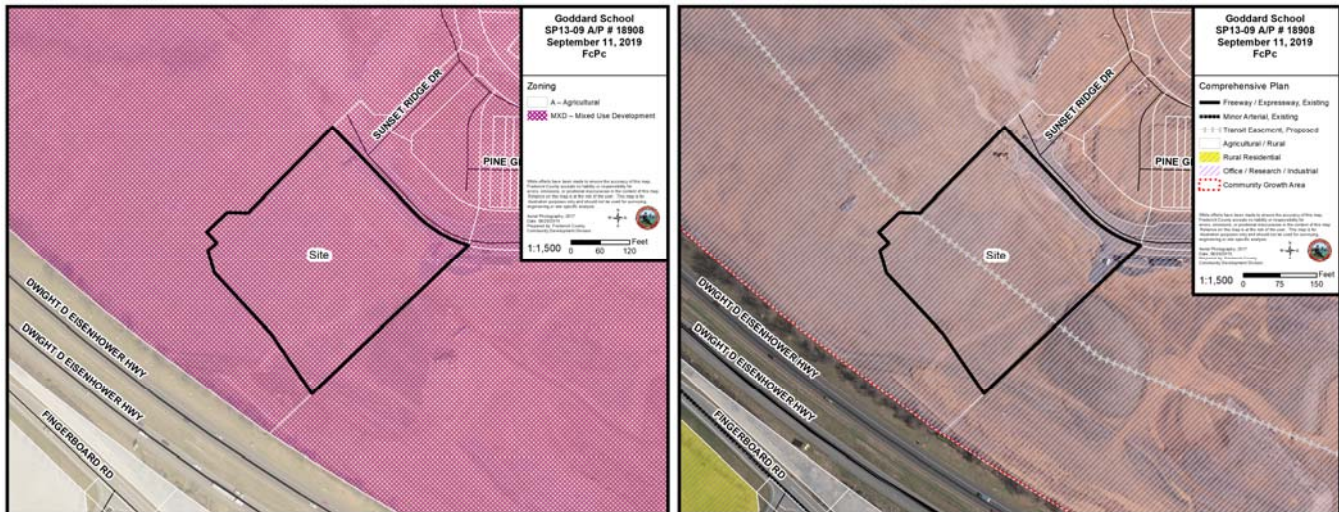 Goddard School
SP13-09 A/P # 18908
September 11, 2019
FcPc
Zoning
A – Agricultural
MXD – Mixed Use Development
1:1,500
0 60 120 Feet
SUNSET RIDGE DR
PINE
Site
DWIGHT D EISENHOWER HWY
DWIGHT D EISENHOWER HWY
FINGERBOARD RD
Goddard School
SP13-09 A/P # 18908
September 11, 2019
FcPc
Comprehensive Plan
Freeway / Expressway, Existing
Minor Arterial, Existing
Transit Easement, Proposed
Agricultural / Rural
Rural Residential
Office / Research / Industrial
Community Growth Area
1:1,500
0 75 150 Feet
SUNSET RIDGE DR
PINE
Site
DWIGHT D EISENHOWER HWY
DWIGHT D EISENHOWER HWY
FINGERBOARD RD